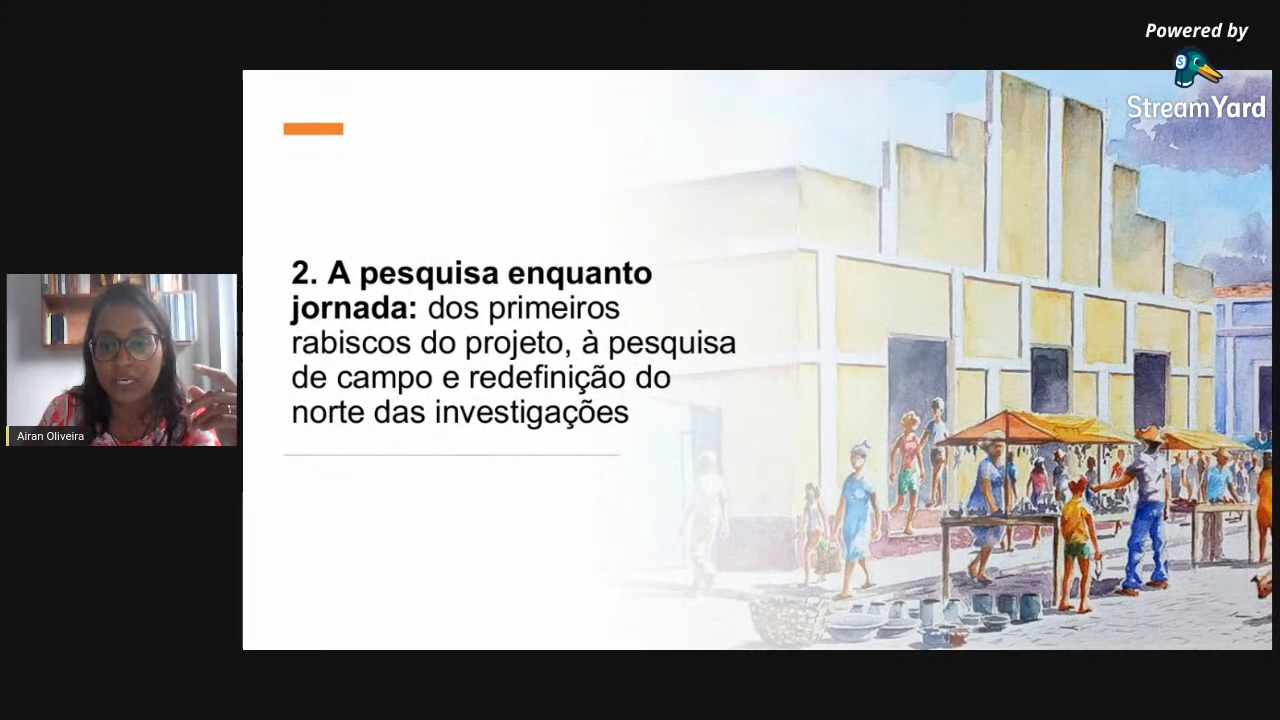 Powered by
StreamYard
2. A pesquisa enquanto
jornada: dos primeiros
rabiscos do projeto, à pesquisa
de campo e redefinição do
norte das investigações
Airan Oliveira